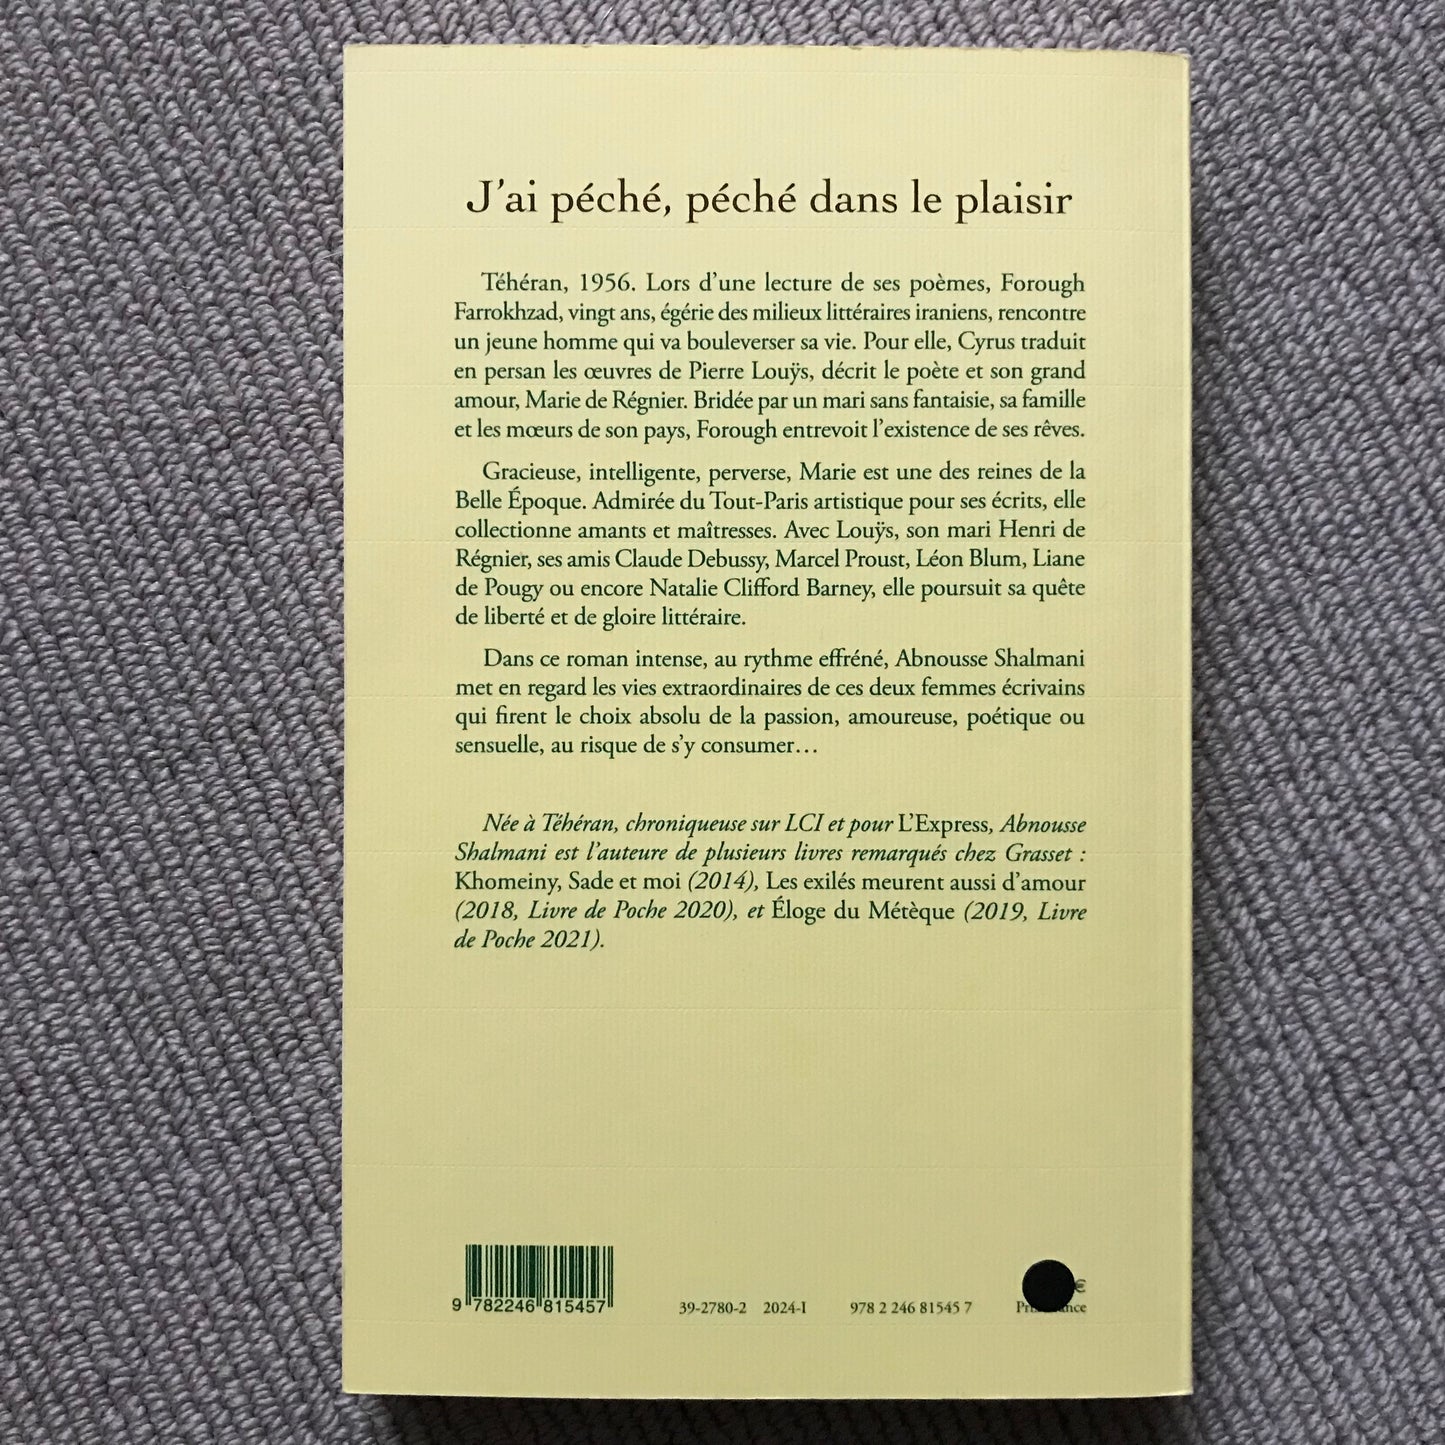 J'ai péché, péché dans le plaisir
Téhéran, 1956. Lors d'une lecture de ses poèmes, Forough
Farrokhzad, vingt ans, égérie des milieux littéraires iraniens, rencontre
un jeune homme qui va bouleverser sa vie. Pour elle, Cyrus traduit
en persan les œuvres de Pierre Louÿs, décrit le poète et son grand
amour, Marie de Régnier. Bridée par un mari sans fantaisie, sa famille
et les mœurs de son pays, Forough entrevoit l'existence de ses rêves.
Gracieuse, intelligente, perverse, Marie est une des reines de la
Belle Époque. Admirée du Tout-Paris artistique pour ses écrits, elle
collectionne amants et maîtresses. Avec Louÿs, son mari Henri de
Régnier, ses amis Claude Debussy, Marcel Proust, Léon Blum, Liane
de Pougy ou encore Natalie Clifford Barney, elle poursuit sa quête
de liberté et de gloire littéraire.
Dans ce roman intense, au rythme effréné, Abnousse Shalmani
met en regard les vies extraordinaires de ces deux femmes écrivains
qui firent le choix absolu de la passion, amoureuse, poétique ou
sensuelle, au risque de s'y consumer…
Née à Téhéran, chroniqueuse sur LCI et pour L'Express, Abnousse
Shalmani est l'auteure de plusieurs livres remarqués chez Grasset :
Khomeiny, Sade et moi (2014), Les exilés meurent aussi d'amour
(2018, Livre de Poche 2020), et Éloge du Métèque (2019, Livre
de Poche 2021).
€
9 782246 815457 39-2780-2 2024-I 978 2 246 81545 7